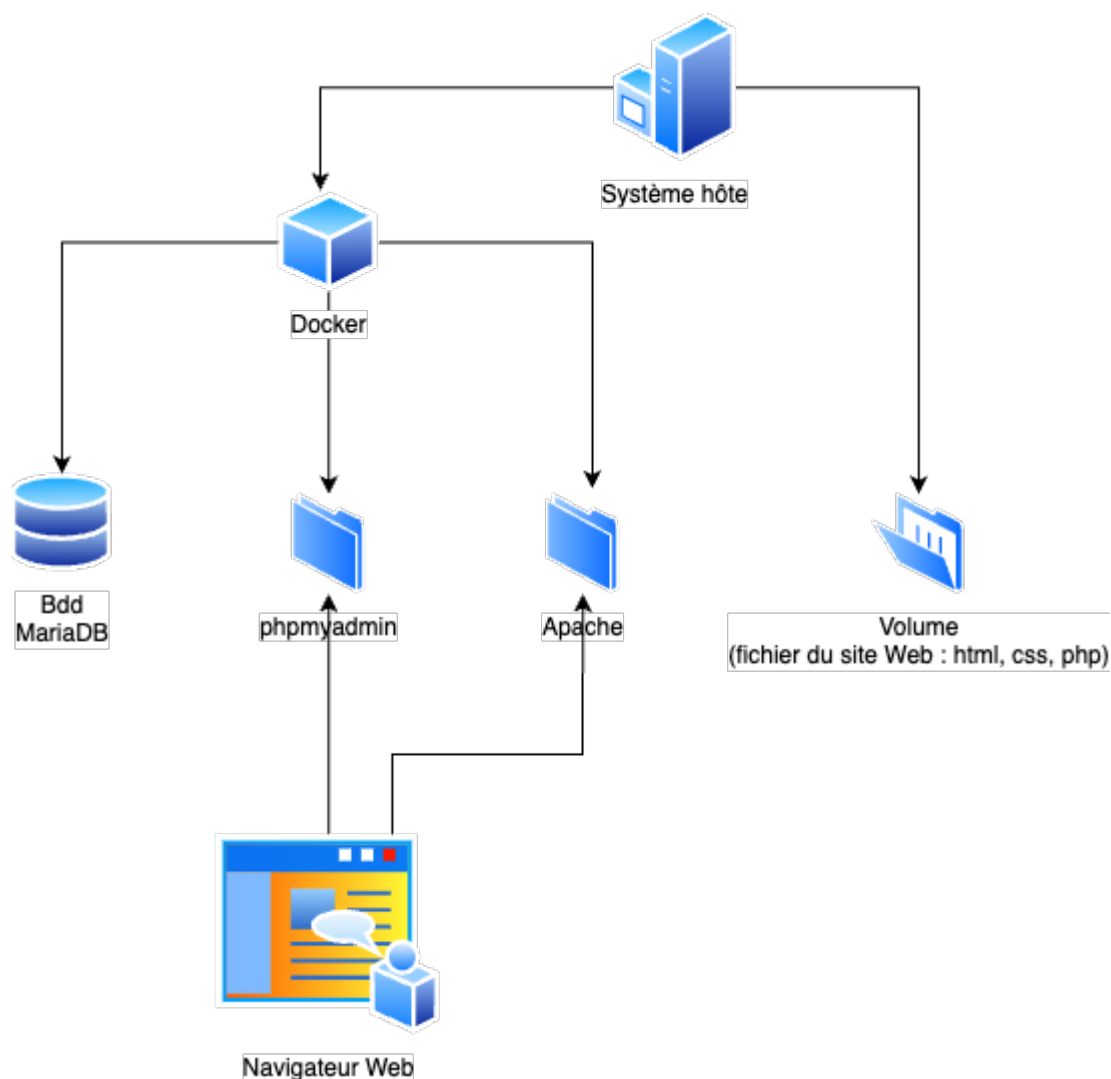 Système hôte
Docker
Bdd
MariaDB
phpmyadmin
Apache
Volume
(fichier du site Web : html, css, php)
Navigateur Web